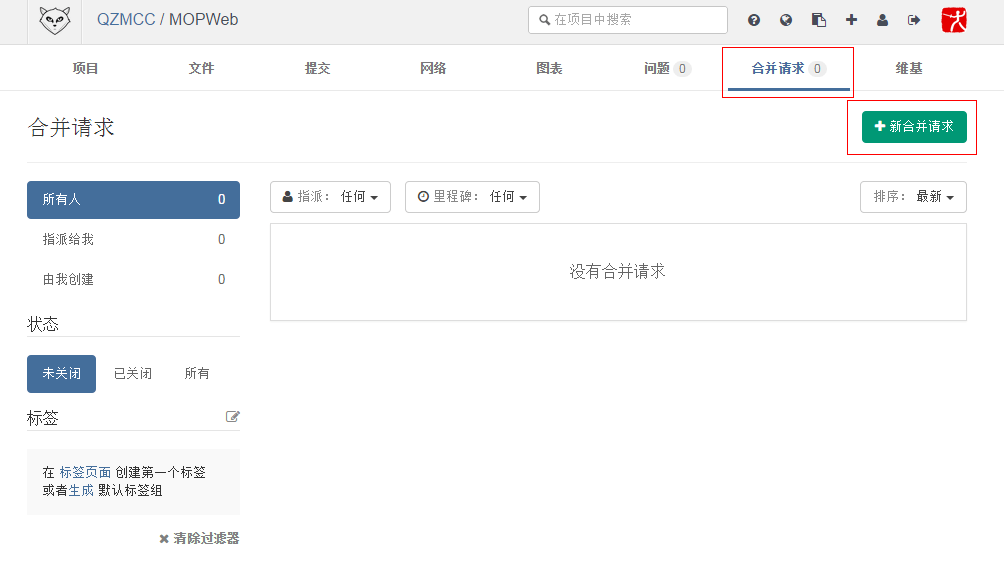 QZMCC / MOPWeb
在项目中搜索
项目 文件 提交 网络 图表 问题 0 合并请求 0 维基
合并请求
新合并请求
所有人 0
指派给我 0
由我创建 0
状态
未关闭 已关闭 所有
标签
在 标签页面 创建第一个标签
或者生成 默认标签组
清除过滤器
指派: 任何 里程碑: 任何 排序: 最新
没有合并请求